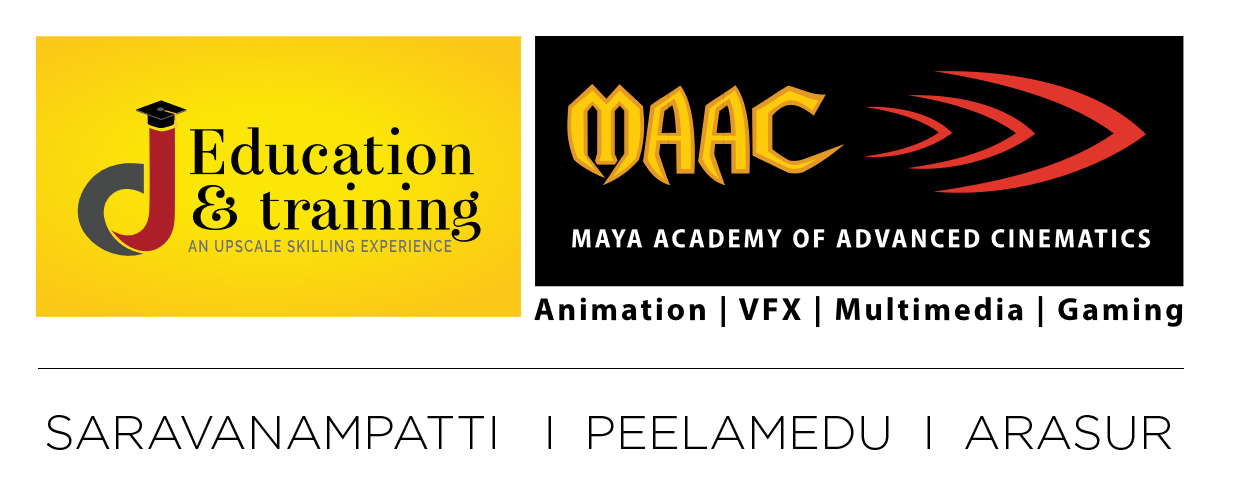 dJ Education
& training
AN UPSCALE SKILLING EXPERIENCE
MAAC
MAYA ACADEMY OF ADVANCED CINEMATICS
Animation | VFX | Multimedia | Gaming
SARAVANAMPATTI I PEELAMEDU I ARASUR